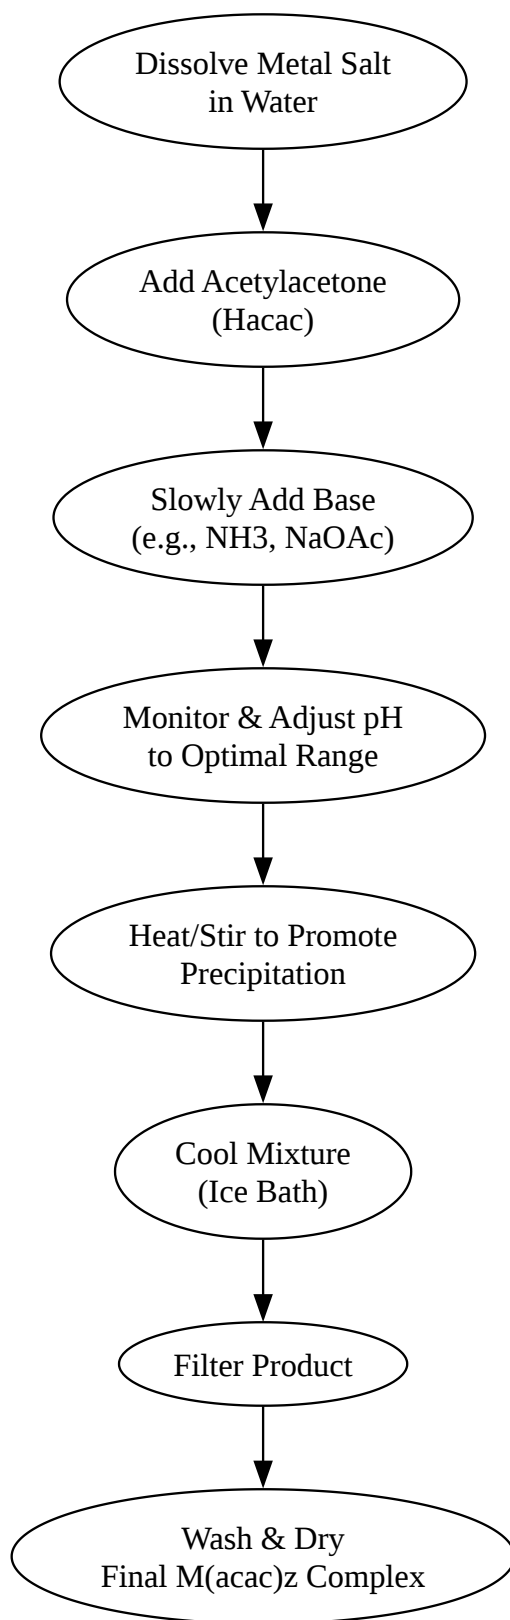 Dissolve Metal Salt
in Water
Add Acetylacetone
(Hacac)
Slowly Add Base
(e.g., NH3, NaOAc)
Monitor & Adjust pH
to Optimal Range
Heat/Stir to Promote
Precipitation
Cool Mixture
(Ice Bath)
Filter Product
Wash & Dry
Final M(acac)z Complex